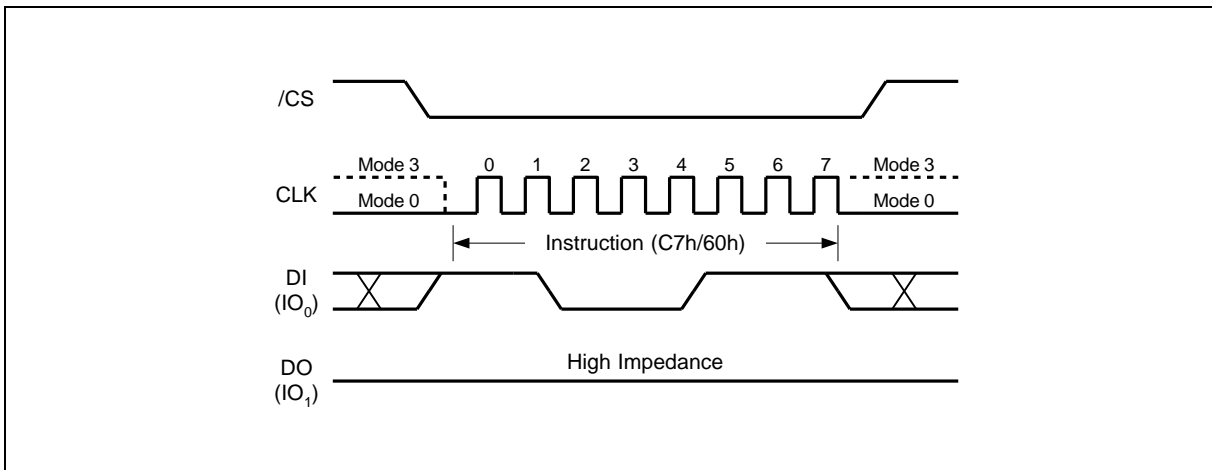 /CS
Mode 3 0 1 2 3 4 5 6 7 Mode 3
CLK Mode 0 Mode 0
Instruction (C7h/60h)
DI
(IO0)
High Impedance
DO
(IO1)